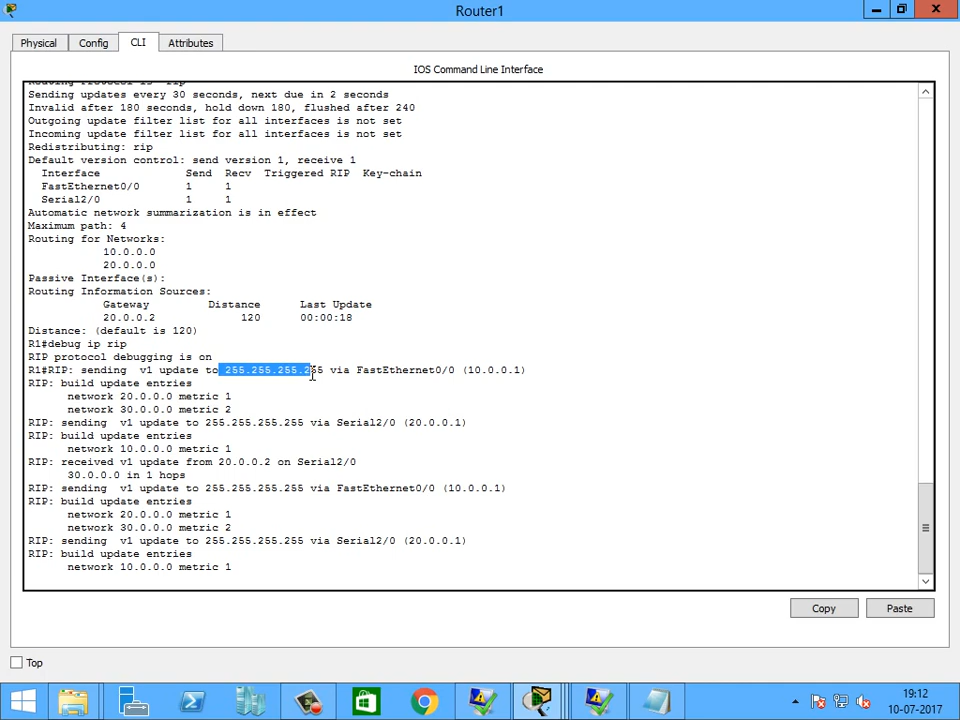 Router1
Physical Config CLI Attributes
IOS Command Line Interface
Routing Protocol is "rip"
Sending updates every 30 seconds, next due in 2 seconds
Invalid after 180 seconds, hold down 180, flushed after 240
Outgoing update filter list for all interfaces is not set
Incoming update filter list for all interfaces is not set
Redistributing: rip
Default version control: send version 1, receive 1
Interface Send Recv Triggered RIP Key-chain
FastEthernet0/0 1 1
Serial2/0 1 1
Automatic network summarization is in effect
Maximum path: 4
Routing for Networks:
10.0.0.0
20.0.0.0
Passive Interface(s):
Routing Information Sources:
Gateway Distance Last Update
20.0.0.2 120 00:00:18
Distance: (default is 120)
R1#debug ip rip
RIP protocol debugging is on
R1#RIP: sending v1 update to 255.255.255.255 via FastEthernet0/0 (10.0.0.1)
RIP: build update entries
network 20.0.0.0 metric 1
network 30.0.0.0 metric 2
RIP: sending v1 update to 255.255.255.255 via Serial2/0 (20.0.0.1)
RIP: build update entries
network 10.0.0.0 metric 1
RIP: received v1 update from 20.0.0.2 on Serial2/0
30.0.0.0 in 1 hops
RIP: sending v1 update to 255.255.255.255 via FastEthernet0/0 (10.0.0.1)
RIP: build update entries
network 20.0.0.0 metric 1
network 30.0.0.0 metric 2
RIP: sending v1 update to 255.255.255.255 via Serial2/0 (20.0.0.1)
RIP: build update entries
network 10.0.0.0 metric 1
Copy Paste
Top
19:12
10-07-2017